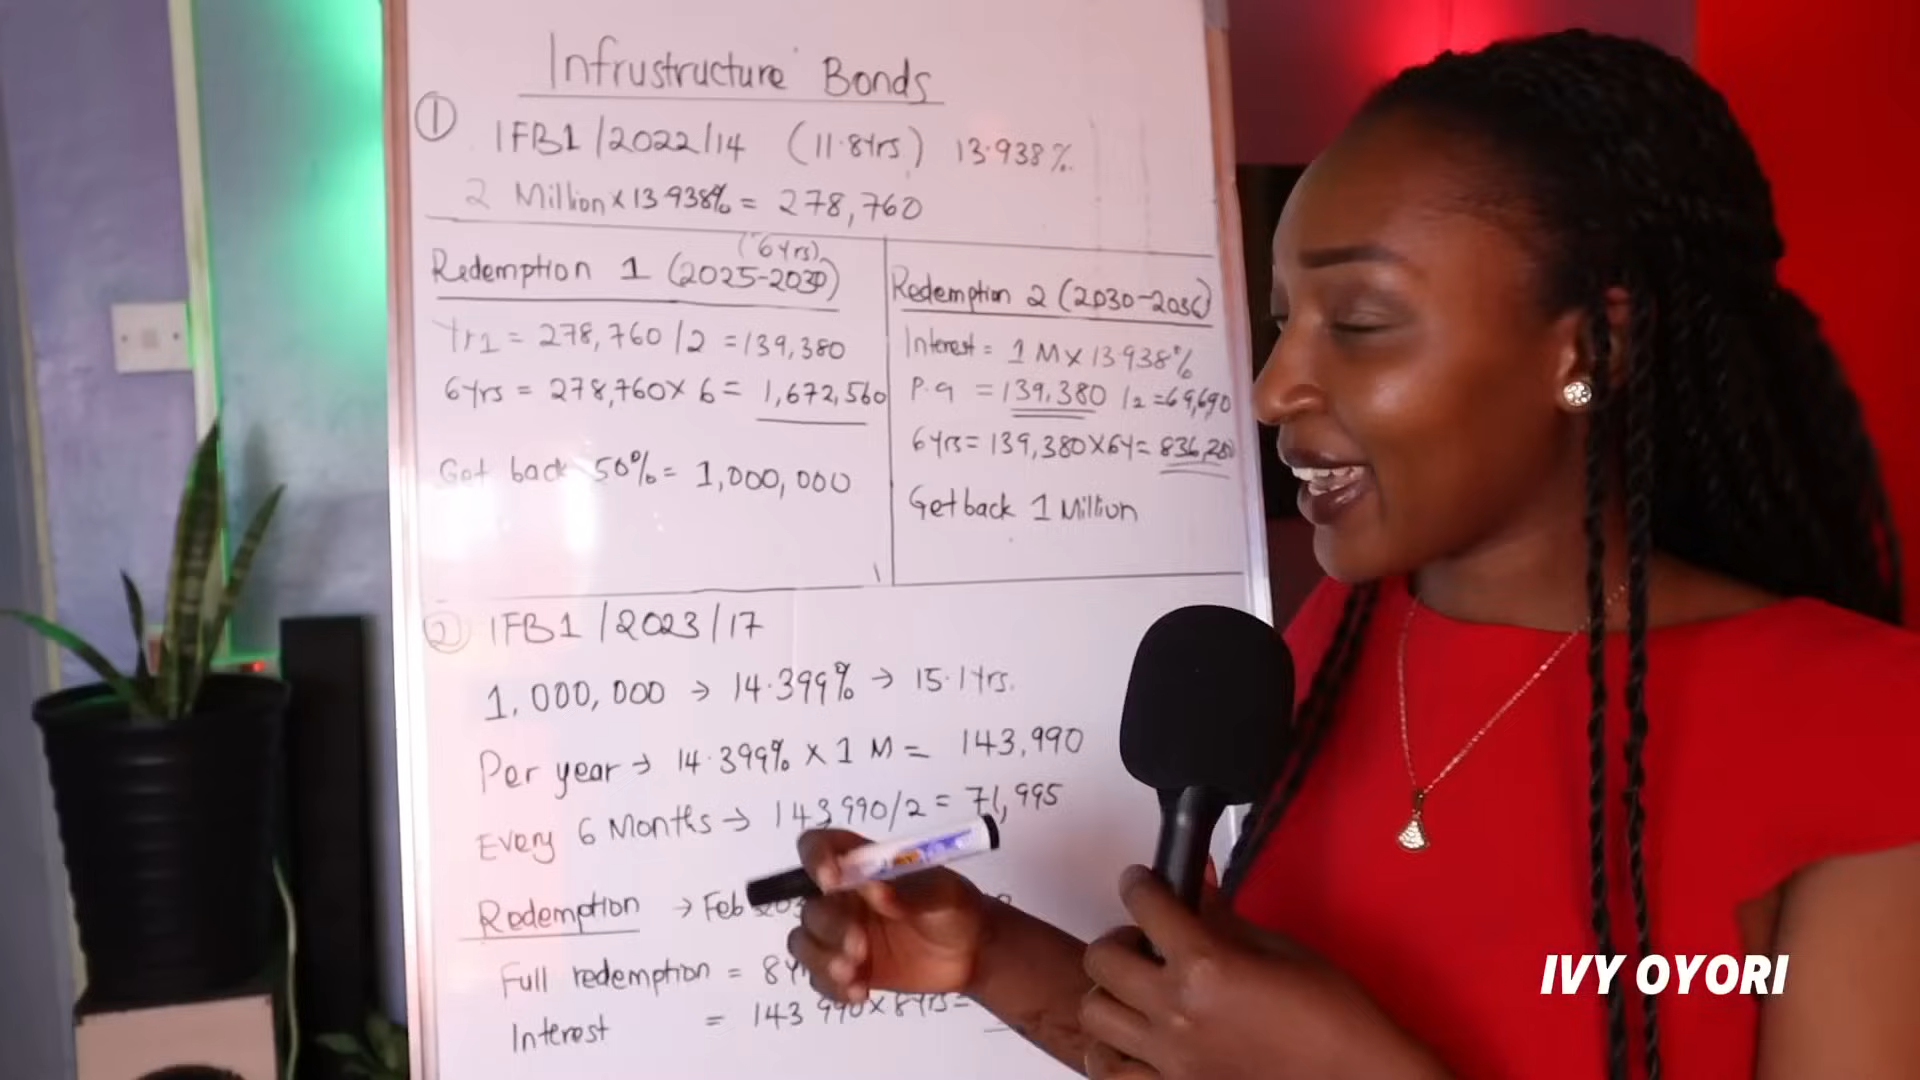 Infrustructure Bonds
① IFB1/2022/14 (11.8Yrs) 13.938%.
2 Million x 13.938% = 278,760
(6Yrs)
Redemption 1 (2025-2030)
Yr1 = 278,760/2 = 139,380
6Yrs = 278,760 x 6 = 1,672,560
Get back 50% = 1,000,000
Redemption 2 (2030-2036)
Interest = 1 M x 13.938%
P.a = 139,380 /2 = 69,690
6Yrs = 139,380 x 6Y = 836,280
Get back 1 Million
② IFB1/2023/17
1,000,000 → 14.399% → 15.1Yrs.
Per year → 14.399% x 1 M = 143,990
Every 6 Months → 143 990/2 = 71,995
Redemption → Feb
Full redemption = 8Y
Interest = 143 990 x 8Yrs =
IVY OYORI